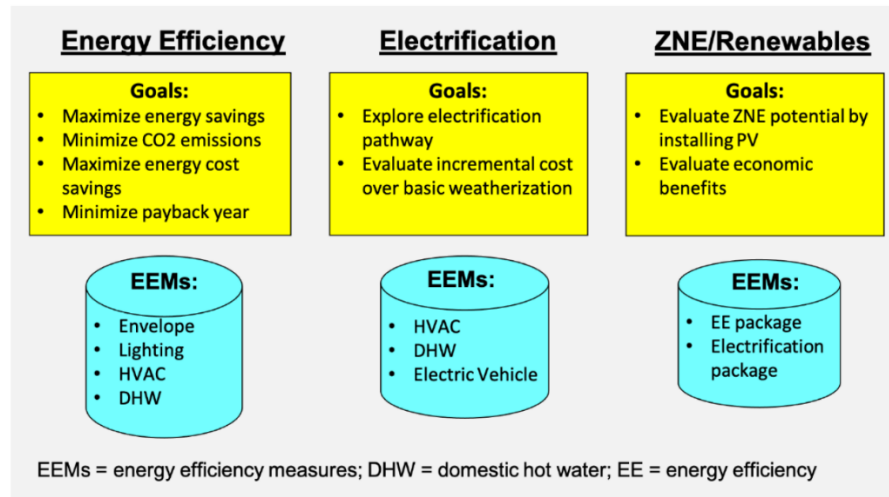 Energy Efficiency
Goals:
• Maximize energy savings
• Minimize CO2 emissions
• Maximize energy cost
savings
• Minimize payback year
EEMs:
• Envelope
• Lighting
• HVAC
• DHW
Electrification
Goals:
• Explore electrification
pathway
• Evaluate incremental cost
over basic weatherization
EEMs:
• HVAC
• DHW
• Electric Vehicle
ZNE/Renewables
Goals:
• Evaluate ZNE potential by
installing PV
• Evaluate economic
benefits
EEMs:
• EE package
• Electrification
package
EEMs = energy efficiency measures; DHW = domestic hot water; EE = energy efficiency